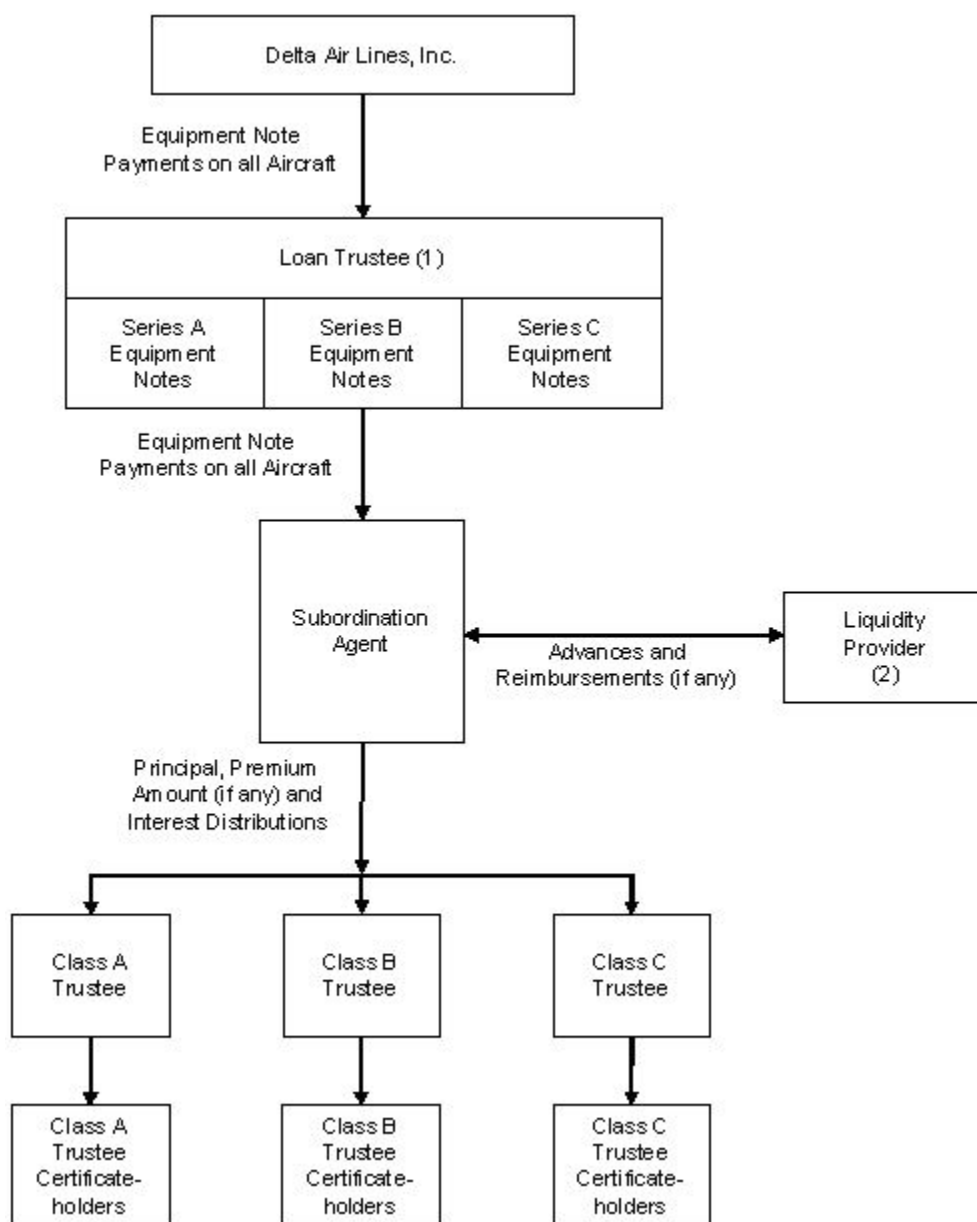 Delta Air Lines, Inc.
Equipment Note
Payments on all Aircraft
Loan Trustee (1)
Series A
Equipment
Notes
Series B
Equipment
Notes
Series C
Equipment
Notes
Equipment Note
Payments on all Aircraft
Subordination
Agent
Advances and
Reimbursements (if any)
Liquidity
Provider
(2)
Principal, Premium
Amount (if any) and
Interest Distributions
Class A
Trustee
Class B
Trustee
Class C
Trustee
Class A
Trustee
Certificate-
holders
Class B
Trustee
Certificate-
holders
Class C
Trustee
Certificate-
holders